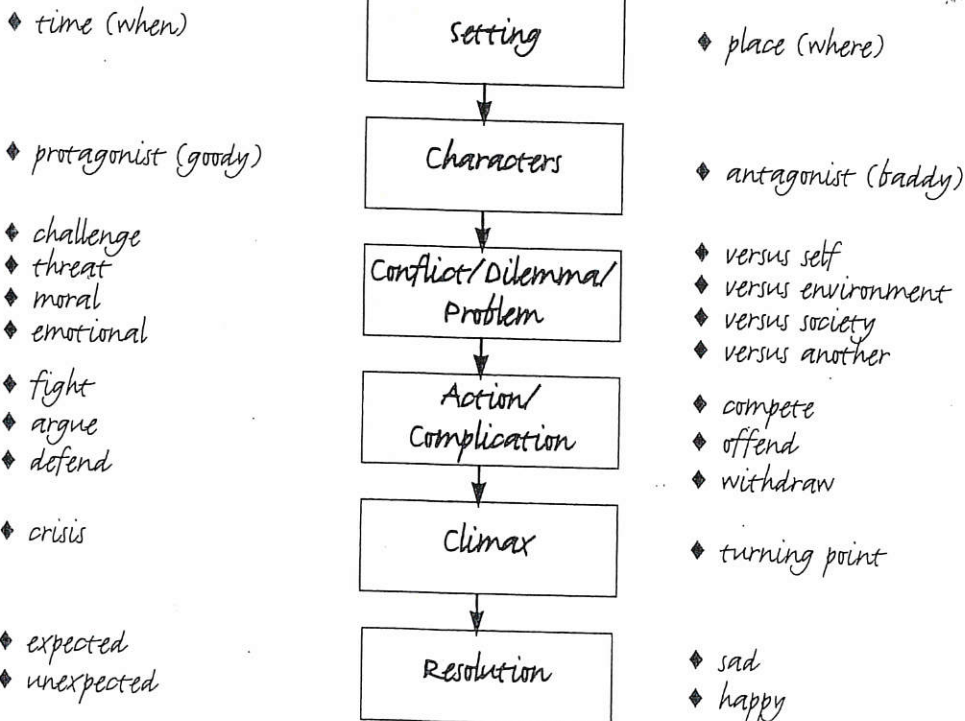 ♦ time (when)
Setting
♦ place (where)
♦ protagonist (goody)
Characters
♦ antagonist (baddy)
♦ challenge
♦ threat
♦ moral
♦ emotional
Conflict/Dilemma/
Problem
♦ versus self
♦ versus environment
♦ versus society
♦ versus another
♦ fight
♦ argue
♦ defend
Action/
Complication
♦ compete
♦ offend
♦ withdraw
♦ crisis
Climax
♦ turning point
♦ expected
♦ unexpected
Resolution
♦ sad
♦ happy